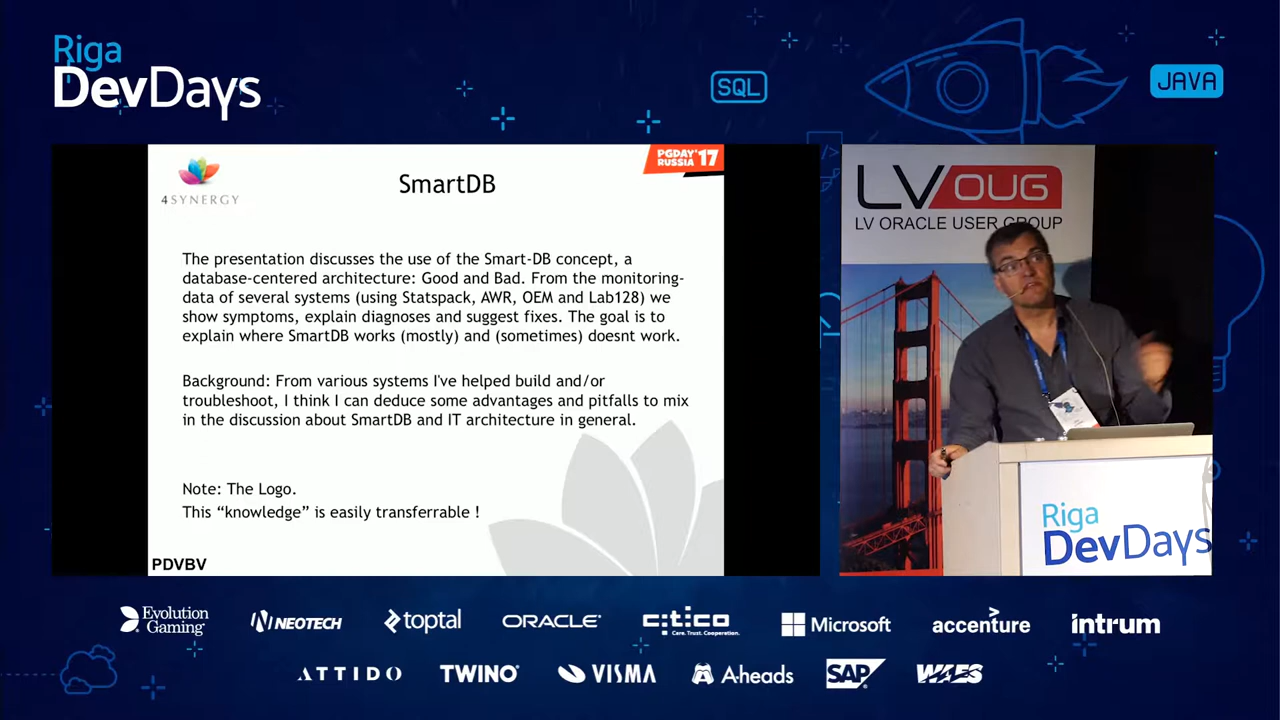 Riga
DevDays
SQL
JAVA
</>
4SYNERGY
PGDAY'17
RUSSIA
SmartDB
The presentation discusses the use of the Smart-DB concept, a
database-centered architecture: Good and Bad. From the monitoring-
data of several systems (using Statspack, AWR, OEM and Lab128) we
show symptoms, explain diagnoses and suggest fixes. The goal is to
explain where SmartDB works (mostly) and (sometimes) doesnt work.
Background: From various systems I've helped build and/or
troubleshoot, I think I can deduce some advantages and pitfalls to mix
in the discussion about SmartDB and IT architecture in general.
Note: The Logo.
This “knowledge” is easily transferrable !
PDVBV
LVOUG
LV ORACLE USER GROUP
Riga
DevDays
Evolution
Gaming
NEOTECH
toptal
ORACLE
citico
Care. Trust. Cooperation.
Microsoft
accenture
intrum
ATTIDO
TWINO
VISMA
A-heads
SAP
WAES